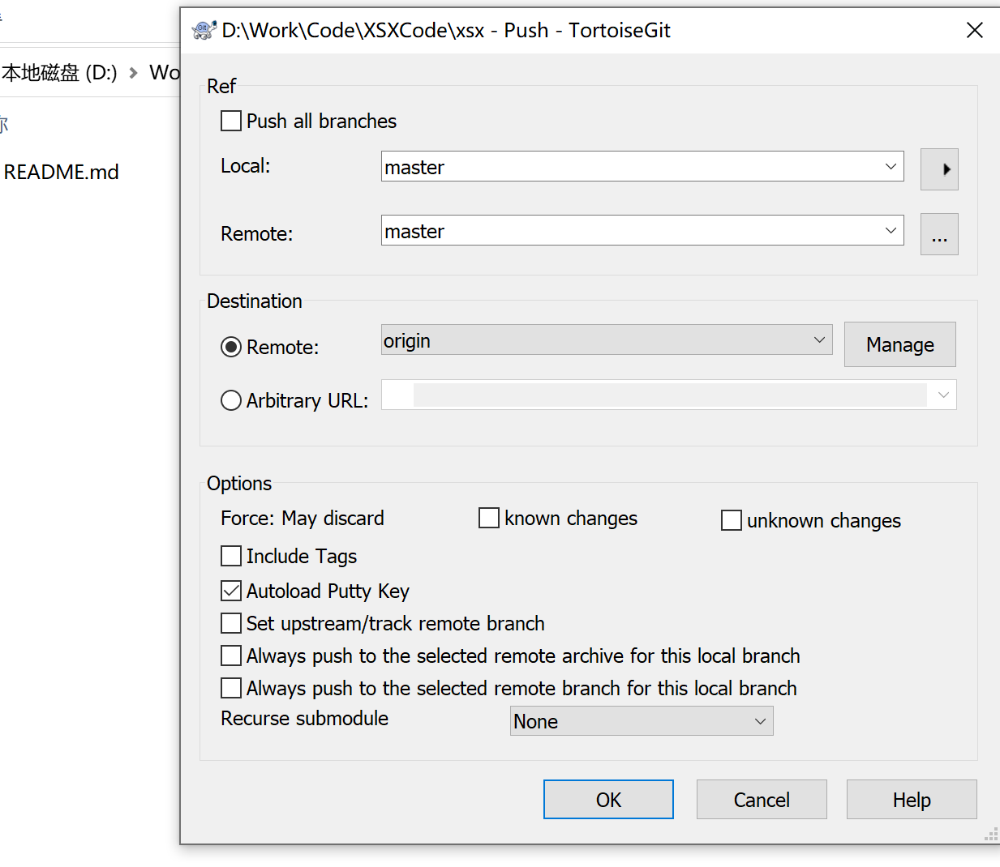 D:\Work\Code\XSXCode\xsx - Push - TortoiseGit
本地磁盘 (D:) Wo
README.md
Ref
Push all branches
Local: master
Remote: master
...
Destination
Remote: origin Manage
Arbitrary URL:
Options
Force: May discard known changes unknown changes
Include Tags
Autoload Putty Key
Set upstream/track remote branch
Always push to the selected remote archive for this local branch
Always push to the selected remote branch for this local branch
Recurse submodule None
OK Cancel Help